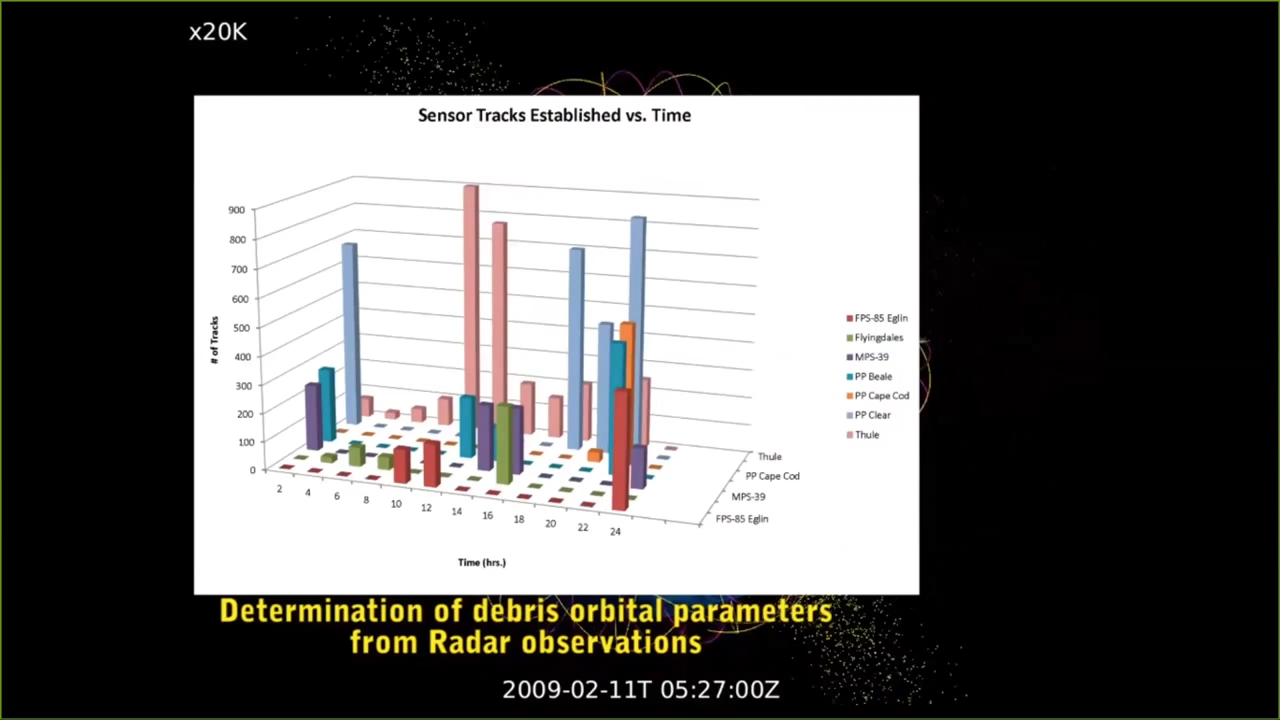 x20K
Sensor Tracks Established vs. Time
900
800
700
600
500
400
300
200
100
0
# of Tracks
2 4 6 8 10 12 14 16 18 20 22 24
Time (hrs.)
Thule
PP Cape Cod
MPS-39
FPS-85 Eglin
FPS-85 Eglin
Flyingdales
MPS-39
PP Beale
PP Cape Cod
PP Clear
Thule
Determination of debris orbital parameters
from Radar observations
2009-02-11T 05:27:00Z